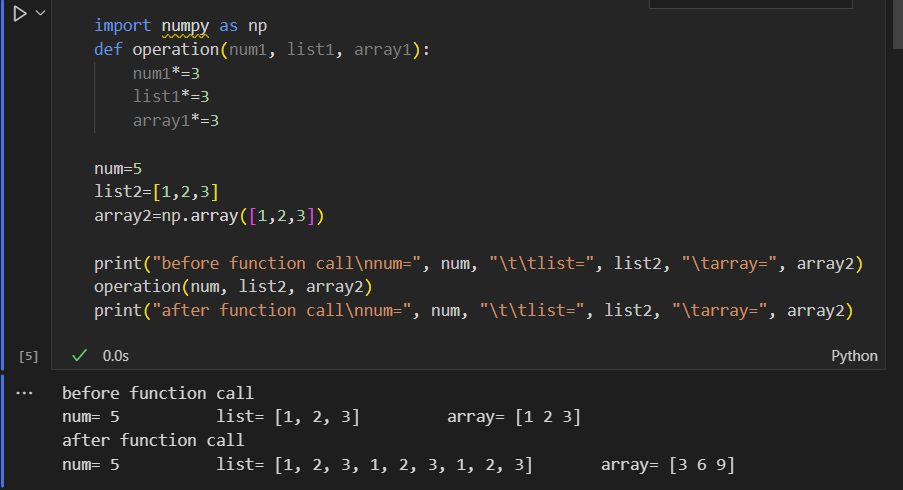 import numpy as np
def operation(num1, list1, array1):
    num1*=3
    list1*=3
    array1*=3
num=5
list2=[1,2,3]
array2=np.array([1,2,3])
print("before function call\nnum=", num, "\t\tlist=", list2, "\tarray=", array2)
operation(num, list2, array2)
print("after function call\nnum=", num, "\t\tlist=", list2, "\tarray=", array2)
[5] 0.0s Python
... before function call
num= 5 list= [1, 2, 3] array= [1 2 3]
after function call
num= 5 list= [1, 2, 3, 1, 2, 3, 1, 2, 3] array= [3 6 9]